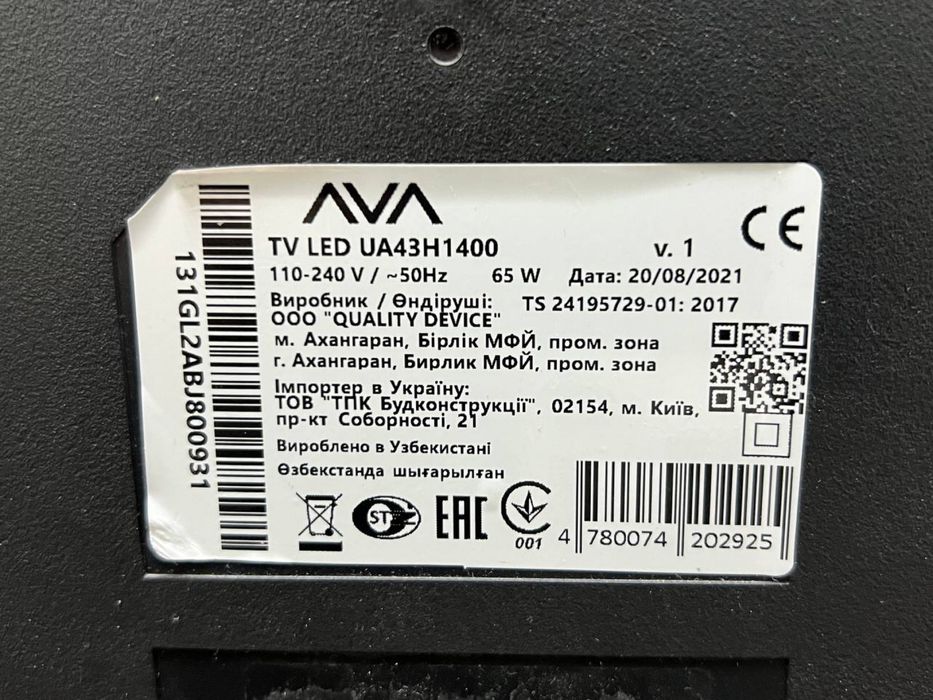 AVA
TV LED UA43H1400 v. 1
110-240 V / ~50Hz 65 W Дата: 20/08/2021
Виробник / Өндіруші: TS 24195729-01: 2017
ООО "QUALITY DEVICE"
м. Ахангаран, Бірлік МФЙ, пром. зона
г. Ахангаран, Бирлик МФЙ, пром. зона
Імпортер в Україну:
ТОВ "ТПК Будконструкції", 02154, м. Київ,
пр-кт Соборності, 21
Вироблено в Узбекистані
Өзбекстанда шығарылған
131GL2ABJ800931
CE
ST
EAC
001
4 780074 202925